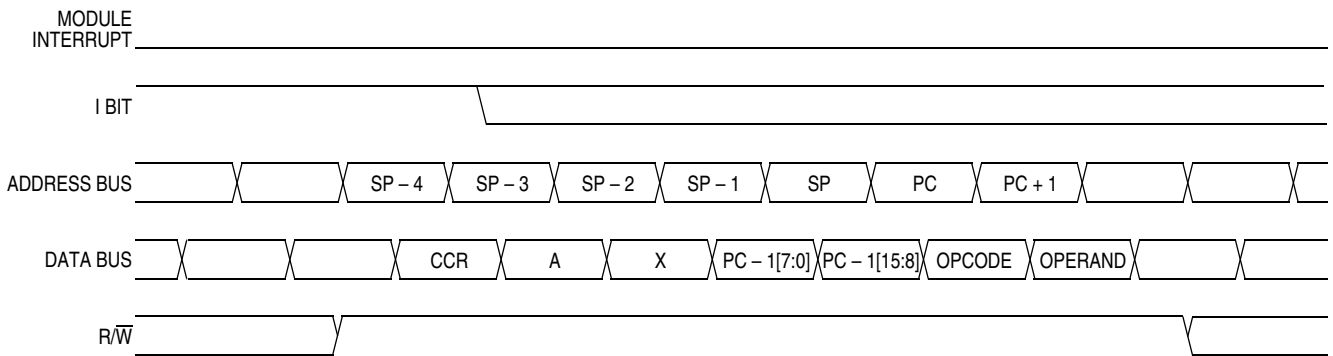 MODULE
INTERRUPT
I BIT
ADDRESS BUS SP – 4 SP – 3 SP – 2 SP – 1 SP PC PC + 1
DATA BUS CCR A X PC – 1[7:0] PC – 1[15:8] OPCODE OPERAND
R/W̅